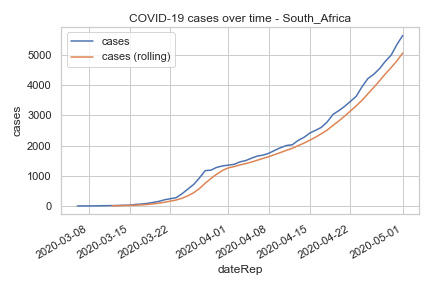 COVID-19 cases over time - South_Africa
cases
cases (rolling)
5000
4000
3000
2000
1000
0
cases
2020-03-08
2020-03-15
2020-03-22
2020-04-01
2020-04-08
2020-04-15
2020-04-22
2020-05-01
dateRep